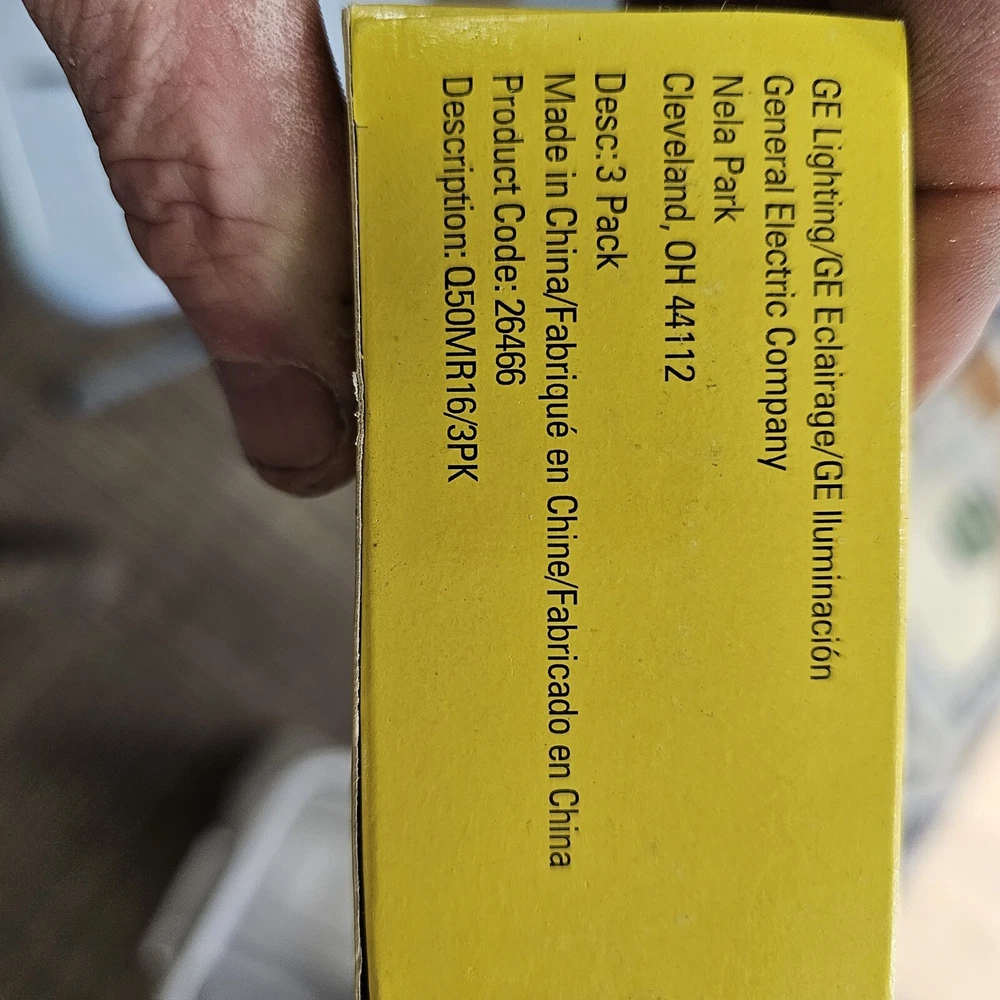 GE Lighting/GE Eclairage/GE Iluminación
General Electric Company
Nela Park
Cleveland, OH 44112
Desc:3 Pack
Made in China/Fabriqué en Chine/Fabricado en China
Product Code: 26466
Description: Q50MR16/3PK